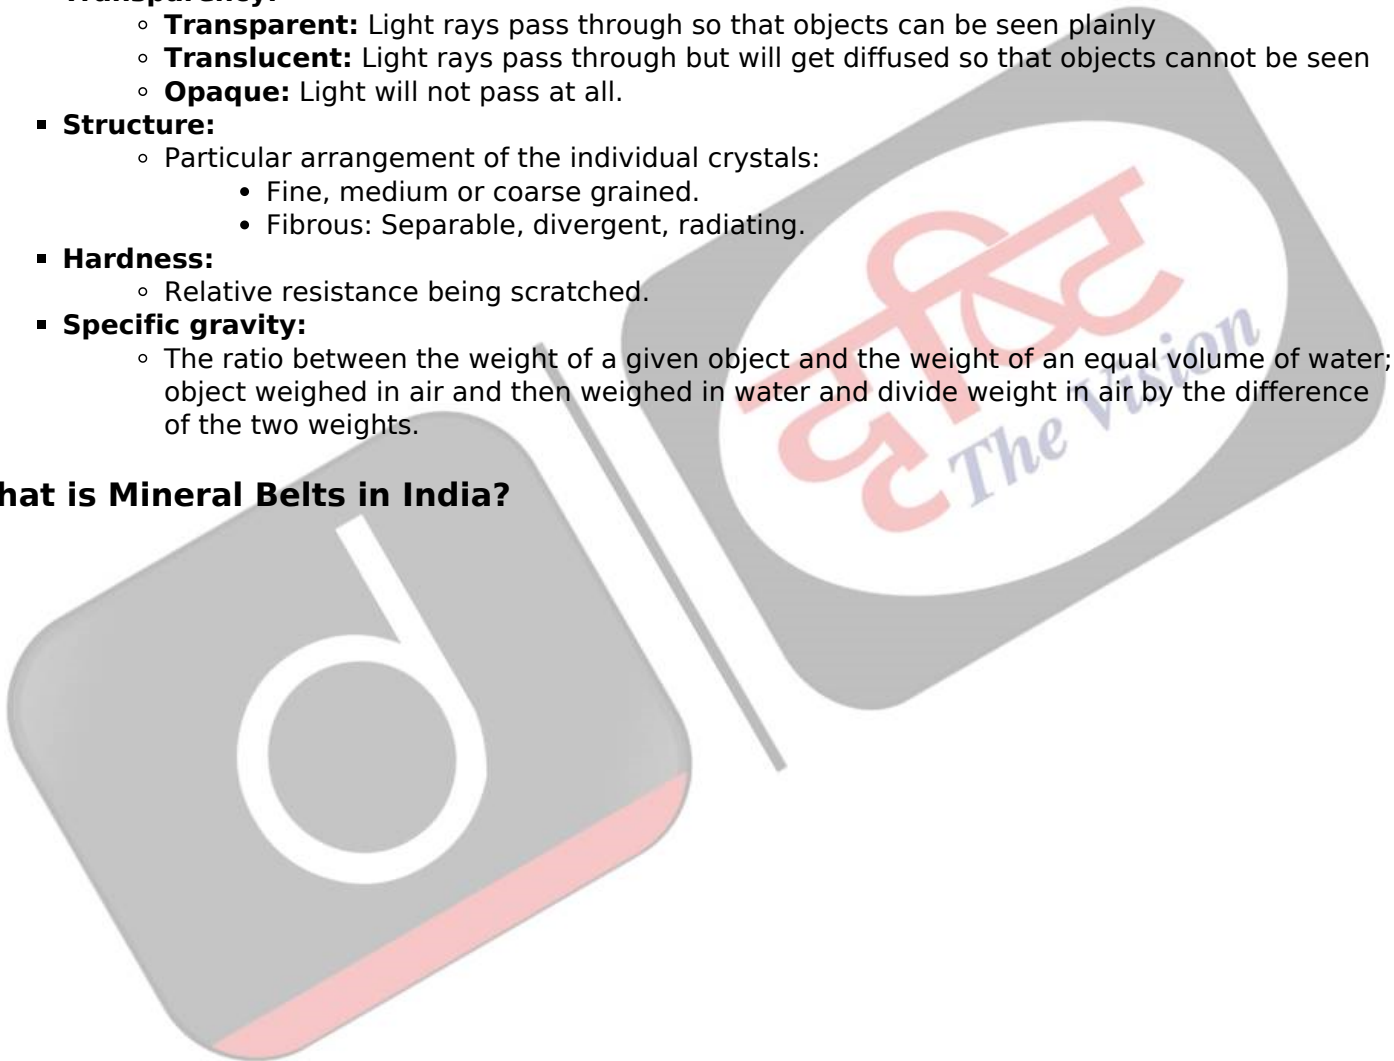 Transparent: Light rays pass through so that objects can be seen plainly
Translucent: Light rays pass through but will get diffused so that objects cannot be seen
Opaque: Light will not pass at all.
Structure:
Particular arrangement of the individual crystals:
Fine, medium or coarse grained.
Fibrous: Separable, divergent, radiating.
Hardness:
Relative resistance being scratched.
Specific gravity:
The ratio between the weight of a given object and the weight of an equal volume of water;
object weighed in air and then weighed in water and divide weight in air by the difference
of the two weights.
hat is Mineral Belts in India?
दृष्टि
The Vision